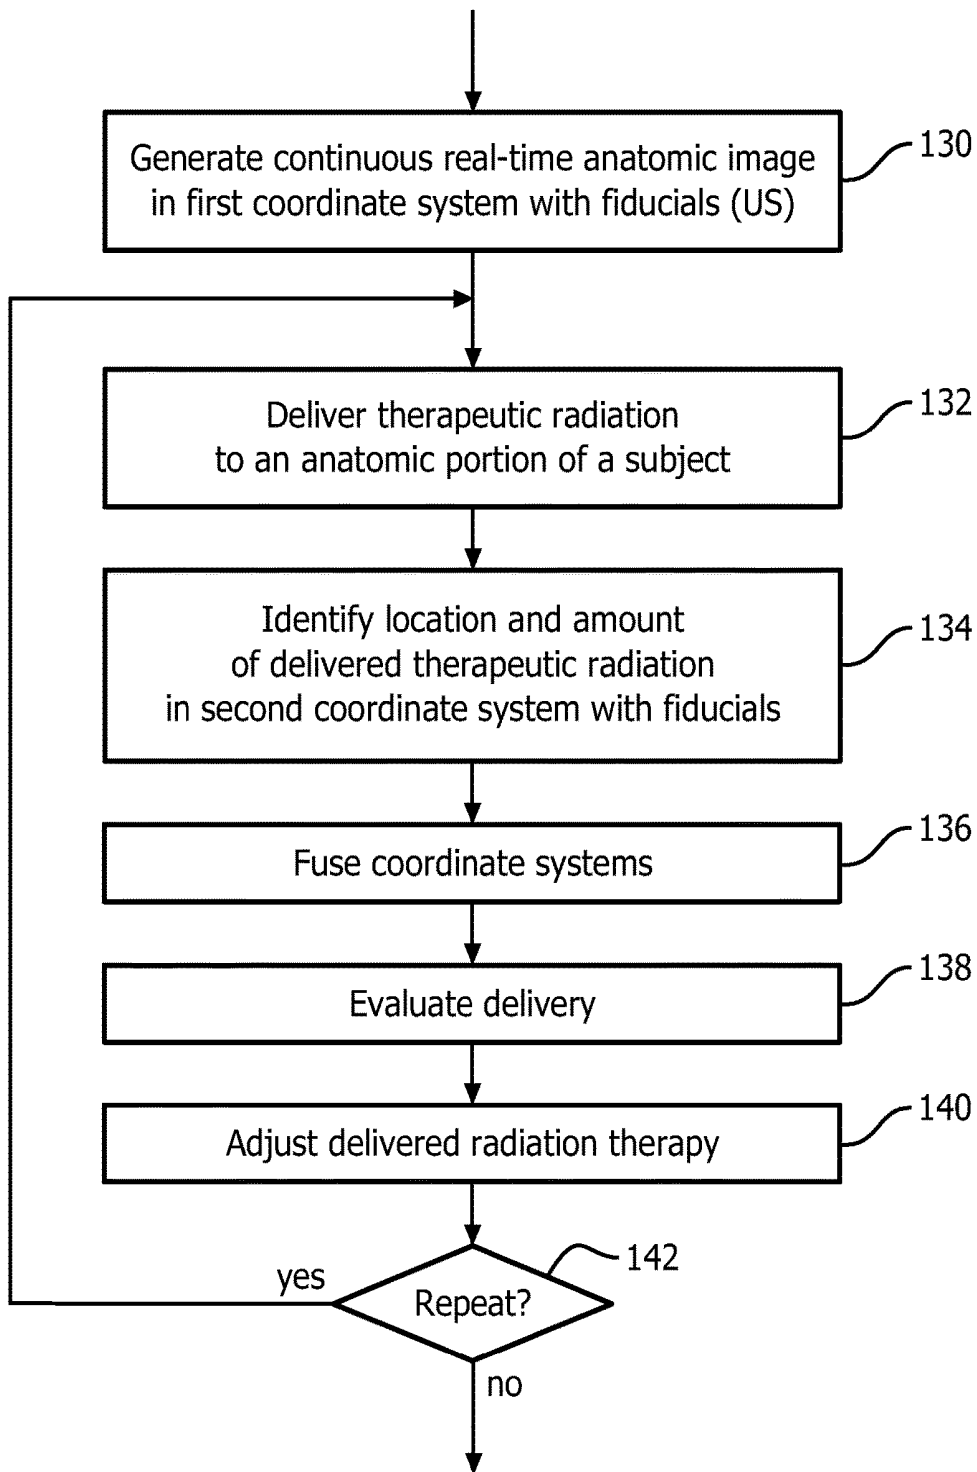 Generate continuous real-time anatomic image
in first coordinate system with fiducials (US)
130
Deliver therapeutic radiation
to an anatomic portion of a subject
132
Identify location and amount
of delivered therapeutic radiation
in second coordinate system with fiducials
134
Fuse coordinate systems
136
Evaluate delivery
138
Adjust delivered radiation therapy
140
Repeat?
142
yes
no